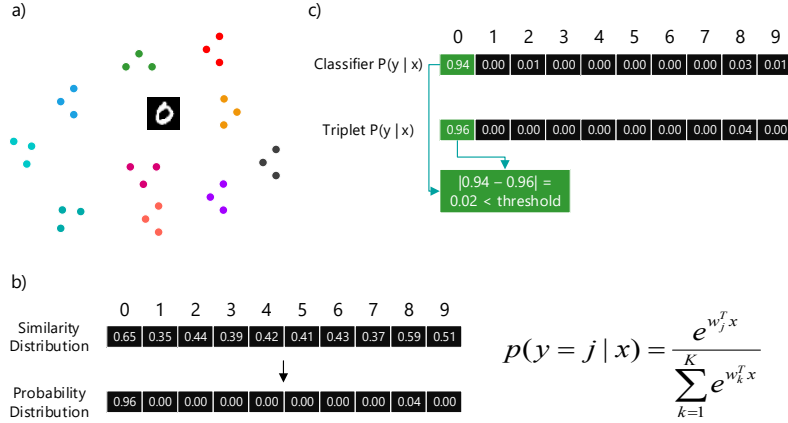 a)
c)
0 1 2 3 4 5 6 7 8 9
Classifier P(y | x) 0.94 0.00 0.01 0.00 0.00 0.00 0.00 0.00 0.03 0.01
Triplet P(y | x) 0.96 0.00 0.00 0.00 0.00 0.00 0.00 0.00 0.04 0.00
|0.94 − 0.96| =
0.02 < threshold
b)
0 1 2 3 4 5 6 7 8 9
Similarity
Distribution
0.65 0.35 0.44 0.39 0.42 0.41 0.43 0.37 0.59 0.51
Probability
Distribution
0.96 0.00 0.00 0.00 0.00 0.00 0.00 0.00 0.04 0.00
p(y = j | x) = \frac{e^{w_j^T x}}{\sum_{k=1}^{K} e^{w_k^T x}}